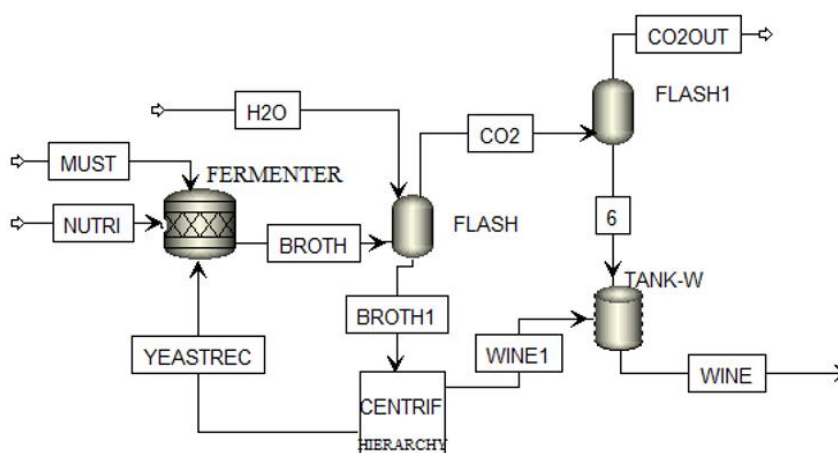 CO2OUT
FLASH1
H2O
CO2
MUST
FERMENTER
NUTRI
6
BROTH
FLASH
TANK-W
BROTH1
WINE1
YEASTREC
WINE
CENTRIF
HIERARCHY